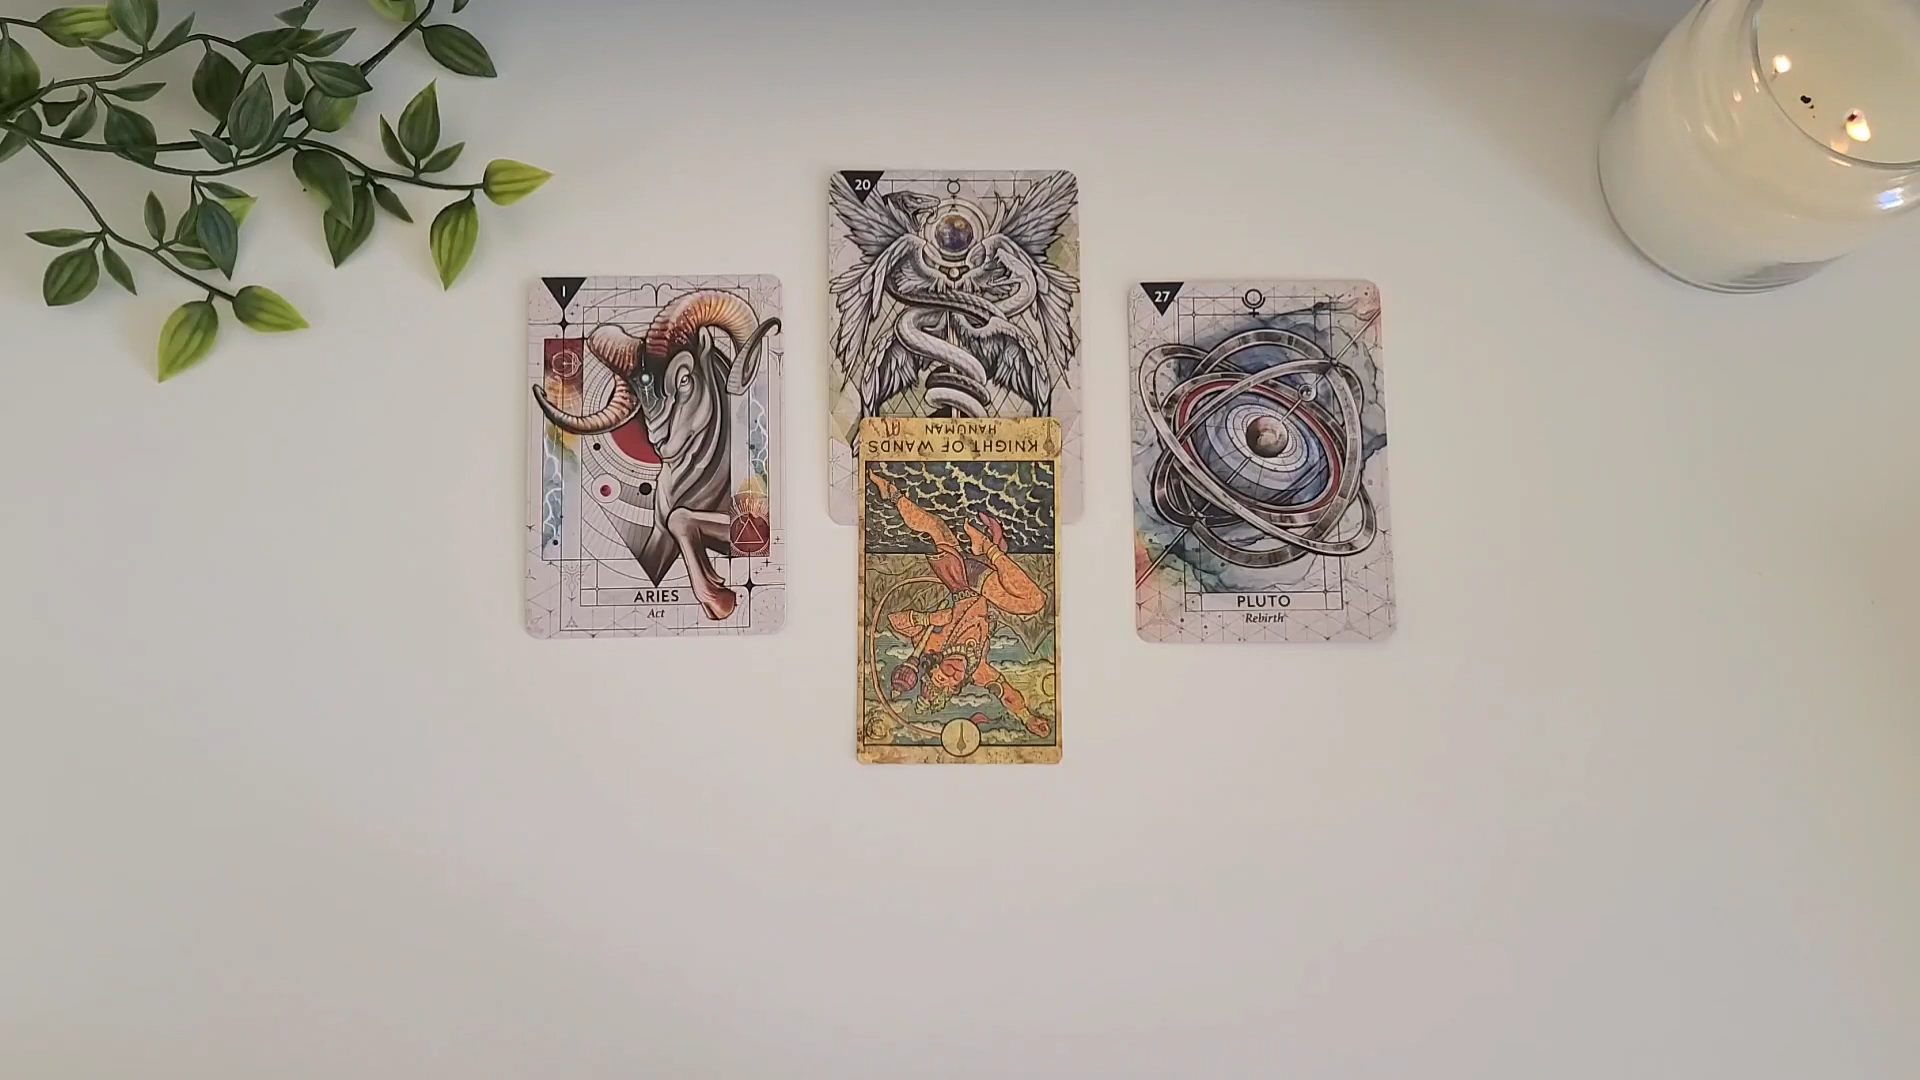 1
ARIES
Act
20
KNIGHT OF WANDS
HANUMAN
27
PLUTO
Rebirth